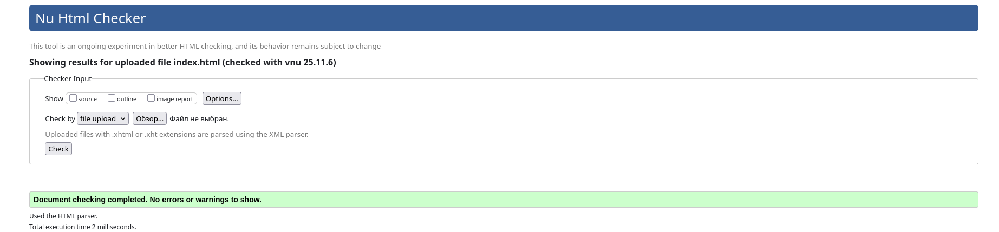 Nu Html Checker
This tool is an ongoing experiment in better HTML checking, and its behavior remains subject to change
Showing results for uploaded file index.html (checked with vnu 25.11.6)
Checker Input
Show source outline image report Options...
Check by file upload Обзор... Файл не выбран.
Uploaded files with .xhtml or .xht extensions are parsed using the XML parser.
Check
Document checking completed. No errors or warnings to show.
Used the HTML parser.
Total execution time 2 milliseconds.